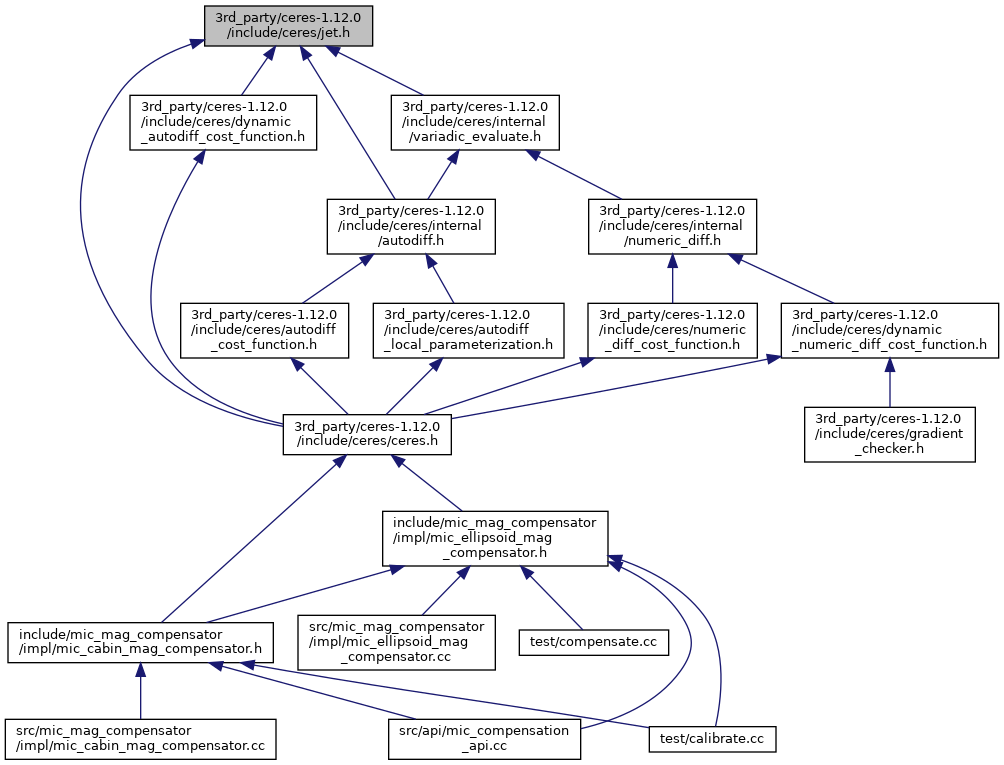 3rd_party/ceres-1.12.0
/include/ceres/jet.h
3rd_party/ceres-1.12.0
/include/ceres/dynamic
_autodiff_cost_function.h
3rd_party/ceres-1.12.0
/include/ceres/internal
/variadic_evaluate.h
3rd_party/ceres-1.12.0
/include/ceres/internal
/autodiff.h
3rd_party/ceres-1.12.0
/include/ceres/internal
/numeric_diff.h
3rd_party/ceres-1.12.0
/include/ceres/autodiff
_cost_function.h
3rd_party/ceres-1.12.0
/include/ceres/autodiff
_local_parameterization.h
3rd_party/ceres-1.12.0
/include/ceres/numeric
_diff_cost_function.h
3rd_party/ceres-1.12.0
/include/ceres/dynamic
_numeric_diff_cost_function.h
3rd_party/ceres-1.12.0
/include/ceres/ceres.h
3rd_party/ceres-1.12.0
/include/ceres/gradient
_checker.h
include/mic_mag_compensator
/impl/mic_ellipsoid_mag
_compensator.h
include/mic_mag_compensator
/impl/mic_cabin_mag_compensator.h
src/mic_mag_compensator
/impl/mic_ellipsoid_mag
_compensator.cc
test/compensate.cc
src/mic_mag_compensator
/impl/mic_cabin_mag_compensator.cc
src/api/mic_compensation
_api.cc
test/calibrate.cc